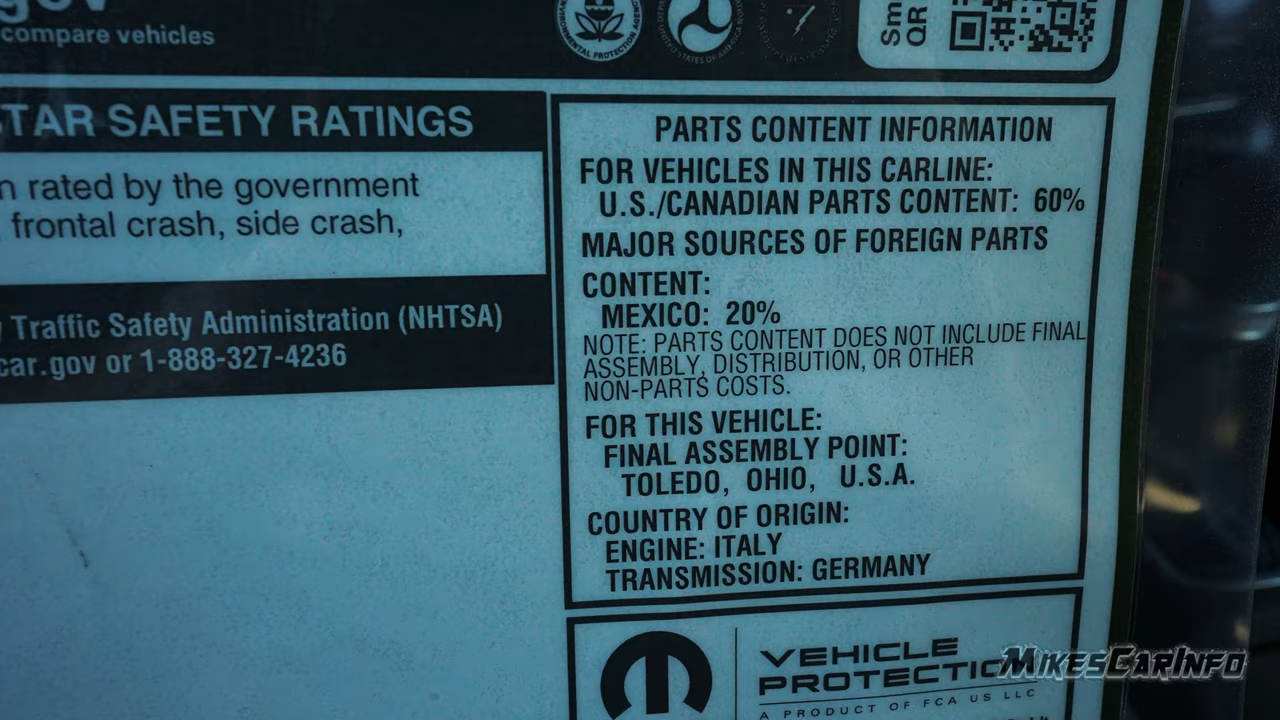 gov
compare vehicles
Sm
QR
STAR SAFETY RATINGS
n rated by the government
frontal crash, side crash,
Traffic Safety Administration (NHTSA)
car.gov or 1-888-327-4236
PARTS CONTENT INFORMATION
FOR VEHICLES IN THIS CARLINE:
U.S./CANADIAN PARTS CONTENT: 60%
MAJOR SOURCES OF FOREIGN PARTS
CONTENT:
MEXICO: 20%
NOTE: PARTS CONTENT DOES NOT INCLUDE FINAL
ASSEMBLY, DISTRIBUTION, OR OTHER
NON-PARTS COSTS.
FOR THIS VEHICLE:
FINAL ASSEMBLY POINT:
TOLEDO, OHIO, U.S.A.
COUNTRY OF ORIGIN:
ENGINE: ITALY
TRANSMISSION: GERMANY
VEHICLE
PROTECTION
A PRODUCT OF FCA US LLC
MIKESCARINFO